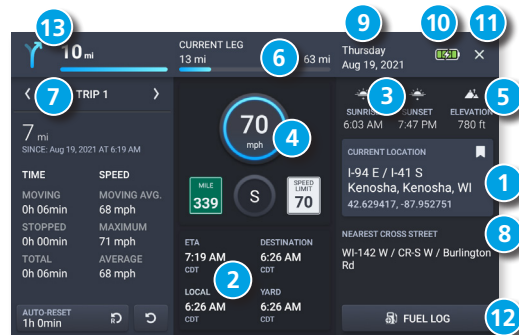 13
10 mi
CURRENT LEG
13 mi
63 mi
6
9
Thursday
Aug 19, 2021
10
11
7
TRIP 1
7 mi
SINCE: Aug 19, 2021 AT 6:19 AM
TIME
SPEED
MOVING
0h 06min
MOVING AVG.
68 mph
STOPPED
0h 00min
MAXIMUM
71 mph
TOTAL
0h 06min
AVERAGE
68 mph
AUTO-RESET
1h 0min
70
mph
4
MILE
339
S
SPEED
LIMIT
70
ETA
7:19 AM
CDT
DESTINATION
6:26 AM
CDT
2
LOCAL
6:26 AM
CDT
YARD
6:26 AM
CDT
3
5
SUNRISE
6:03 AM
SUNSET
7:47 PM
ELEVATION
780 ft
CURRENT LOCATION
I-94 E / I-41 S
Kenosha, Kenosha, WI
42.629417, -87.952751
1
8
NEAREST CROSS STREET
WI-142 W / CR-S W / Burlington
Rd
FUEL LOG
12